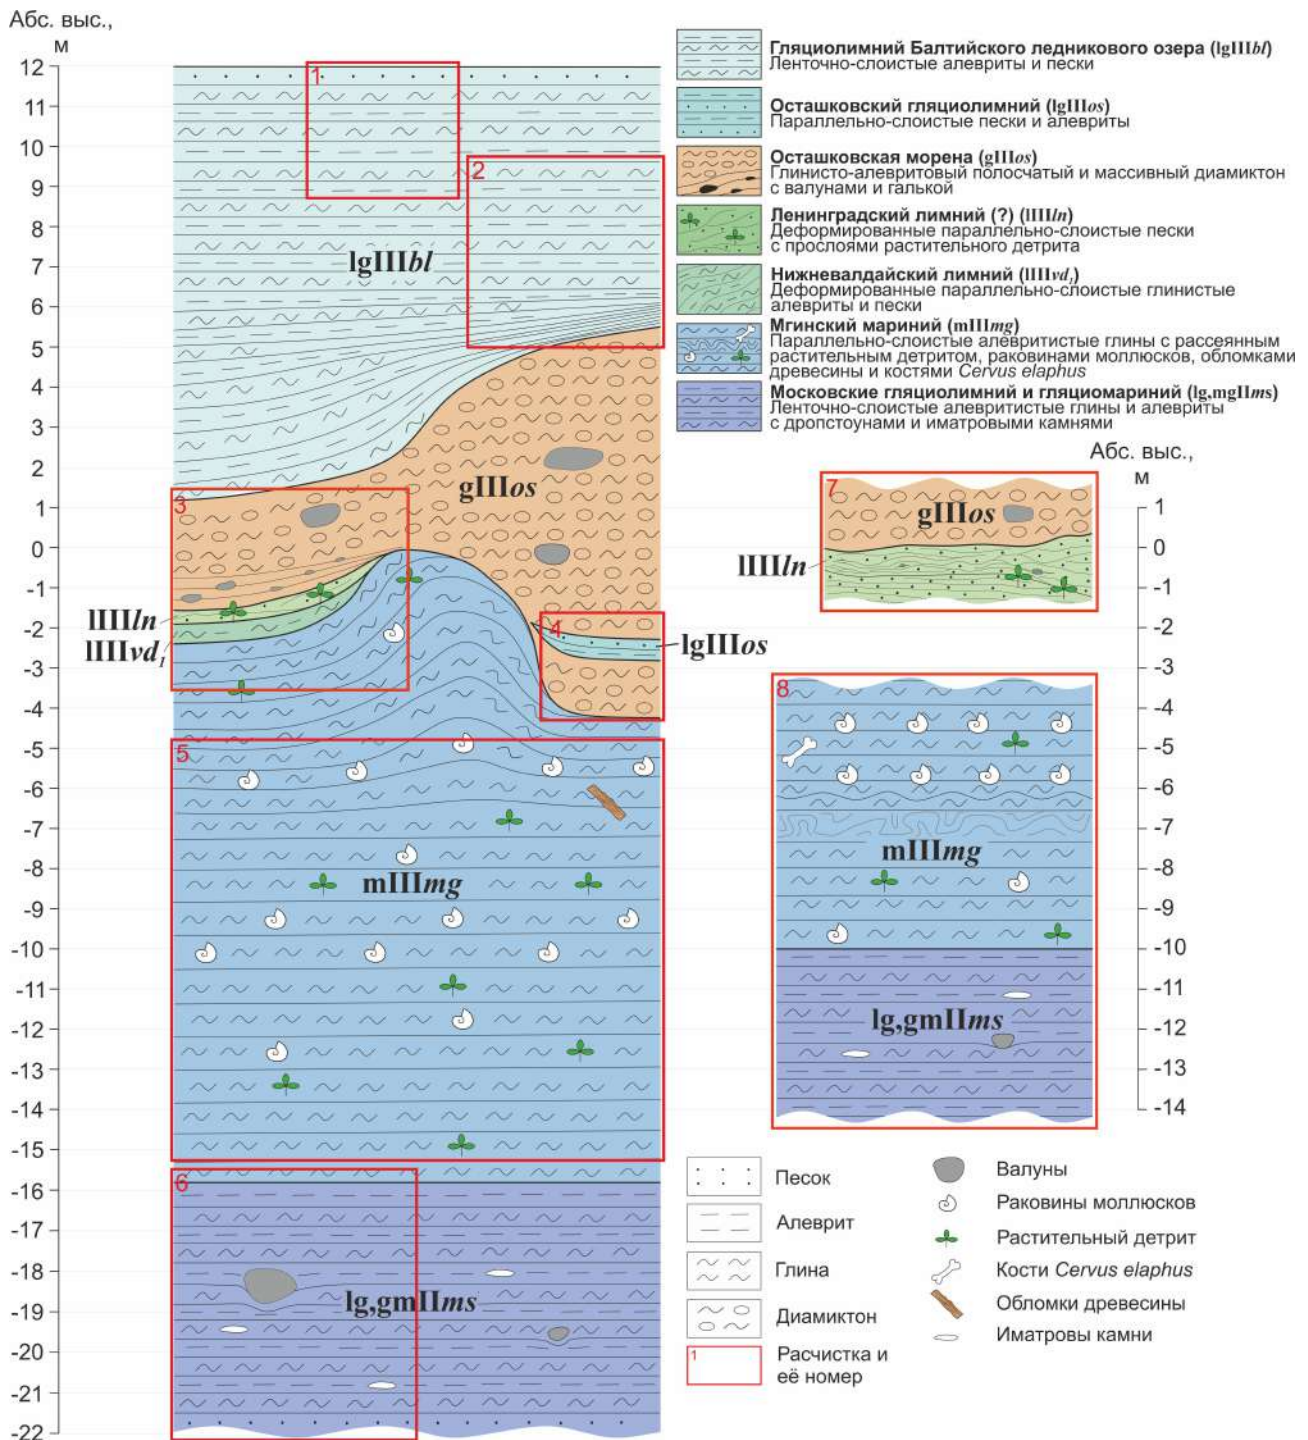 Абс. выс.,
м
12
11
10
9
8
7
6
5
4
3
2
1
0
-1
-2
-3
-4
-5
-6
-7
-8
-9
-10
-11
-12
-13
-14
-15
-16
-17
-18
-19
-20
-21
-22
1
2
lgIIIbl
gIIIos
3
lIIIln
lIIIvd₁
4
lgIIIos
5
mIIImg
6
lg,gmIIms
Гляциолимний Балтийского ледникового озера (lgIIIbl)
Ленточно-слоистые алевриты и пески
Осташковский гляциолимний (lgIIIos)
Параллельно-слоистые пески и алевриты
Осташковская морена (gIIIos)
Глинисто-алевритовый полосчатый и массивный диамиктон
с валунами и галькой
Ленинградский лимний (?) (lIIIln)
Деформированные параллельно-слоистые пески
с прослоями растительного детрита
Нижневалдайский лимний (lIIIvd₁)
Деформированные параллельно-слоистые глинистые
алевриты и пески
Мгинский мариний (mIIImg)
Параллельно-слоистые алевритистые глины с рассеянным
растительным детритом, раковинами моллюсков, обломками
древесины и костями Cervus elaphus
Московские гляциолимний и гляциомариний (lg,mgIIms)
Ленточно-слоистые алевритистые глины и алевриты
с дропстоунами и иматровыми камнями
Абс. выс.,
м
1
0
-1
-2
-3
-4
-5
-6
-7
-8
-9
-10
-11
-12
-13
-14
7
gIIIos
lIIIln
8
mIIImg
lg,gmIIms
Песок
Алеврит
Глина
Диамиктон
1
Расчистка и
её номер
Валуны
Раковины моллюсков
Растительный детрит
Кости Cervus elaphus
Обломки древесины
Иматровы камни